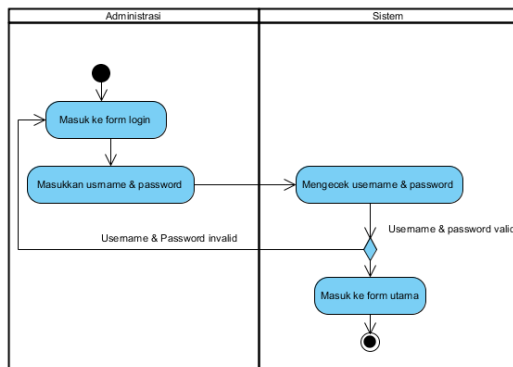 Administrasi
Sistem
Masuk ke form login
Masukkan usrname & password
Mengecek username & password
Username & Password invalid
Username & password valid
Masuk ke form utama